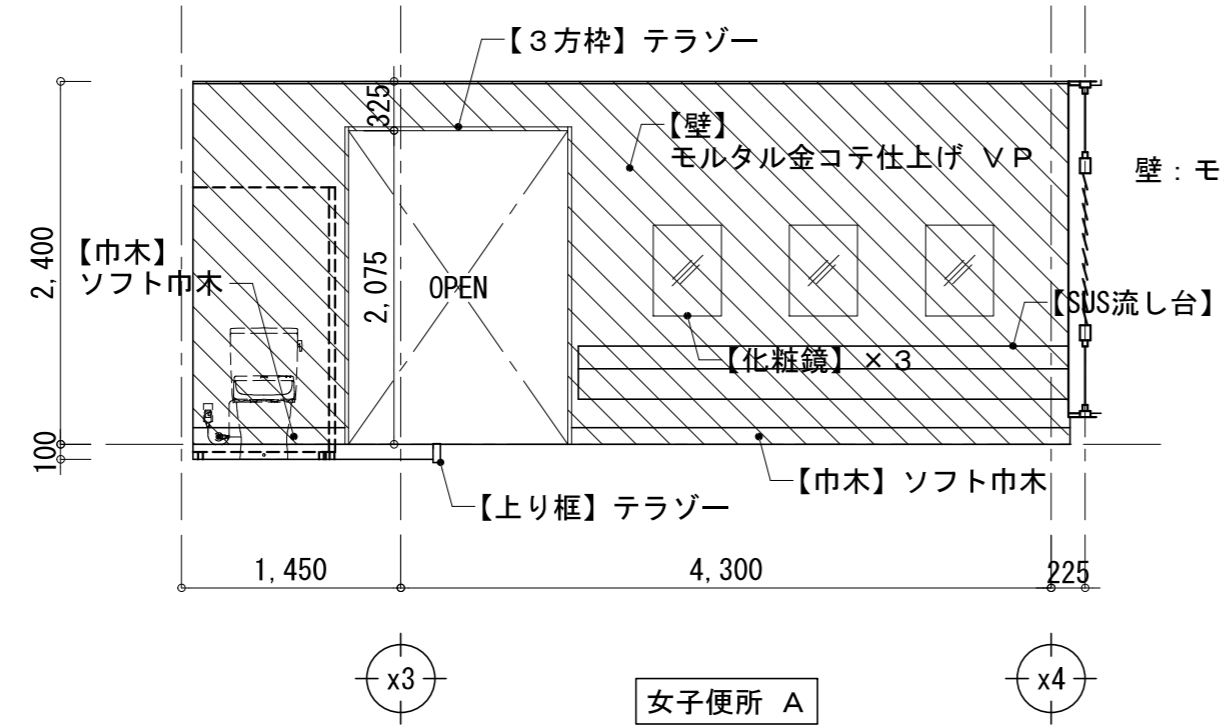 【３方枠】テラゾー
325
【壁】
モルタル金コテ仕上げ ＶＰ
壁：モ
2,400
【巾木】
ソフト巾木
2,075
OPEN
【SUS流し台】
【化粧鏡】×３
100
【巾木】ソフト巾木
【上り框】テラゾー
1,450
4,300
225
x3
x4
女子便所 A